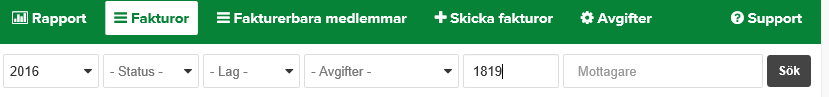 Rapport Fakturor Fakturerbara medlemmar Skicka fakturor Avgifter Support
2016 - Status - - Lag - - Avgifter - 1819 Mottagare Sök